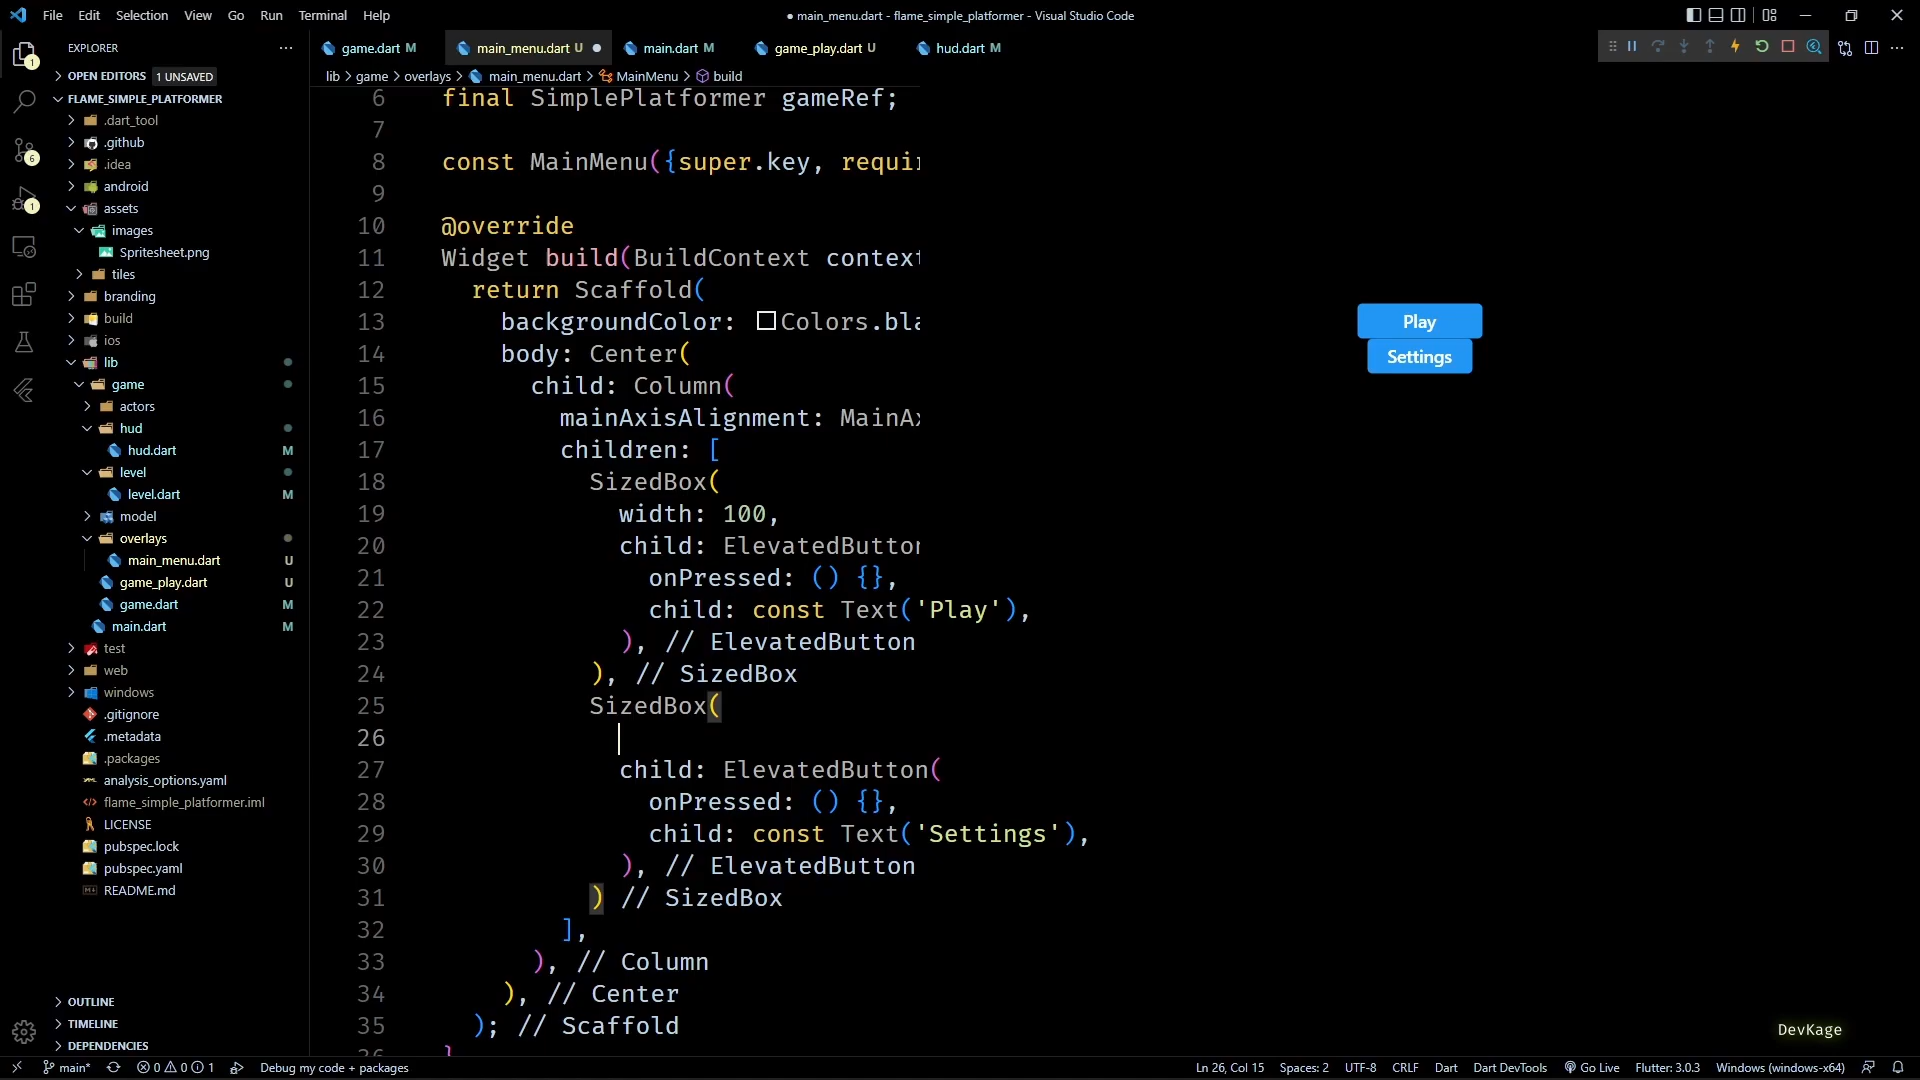 File Edit Selection View Go Run Terminal Help
● main_menu.dart - flame_simple_platformer - Visual Studio Code
EXPLORER
OPEN EDITORS 1 UNSAVED
FLAME_SIMPLE_PLATFORMER
.dart_tool
.github
.idea
android
assets
images
Spritesheet.png
tiles
branding
build
ios
lib
game
actors
hud
hud.dart M
level
level.dart M
model
overlays
main_menu.dart U
game_play.dart U
game.dart M
main.dart M
test
web
windows
.gitignore
.metadata
.packages
analysis_options.yaml
flame_simple_platformer.iml
LICENSE
pubspec.lock
pubspec.yaml
README.md
OUTLINE
TIMELINE
DEPENDENCIES
game.dart M main_menu.dart U main.dart M game_play.dart U hud.dart M
lib > game > overlays > main_menu.dart > MainMenu > build
6 final SimplePlatformer gameRef;
7
8 const MainMenu({super.key, requi
9
10 @override
11 Widget build(BuildContext context
12 return Scaffold(
13 backgroundColor: Colors.bla
14 body: Center(
15 child: Column(
16 mainAxisAlignment: MainAx
17 children: [
18 SizedBox(
19 width: 100,
20 child: ElevatedButton
21 onPressed: () {},
22 child: const Text('Play'),
23 ), // ElevatedButton
24 ), // SizedBox
25 SizedBox(
26
27 child: ElevatedButton(
28 onPressed: () {},
29 child: const Text('Settings'),
30 ), // ElevatedButton
31 ) // SizedBox
32 ],
33 ), // Column
34 ), // Center
35 ); // Scaffold
Play
Settings
DevKage
main* 0 0 1 Debug my code + packages
Ln 26, Col 15 Spaces: 2 UTF-8 CRLF Dart Dart DevTools Go Live Flutter: 3.0.3 Windows (windows-x64)